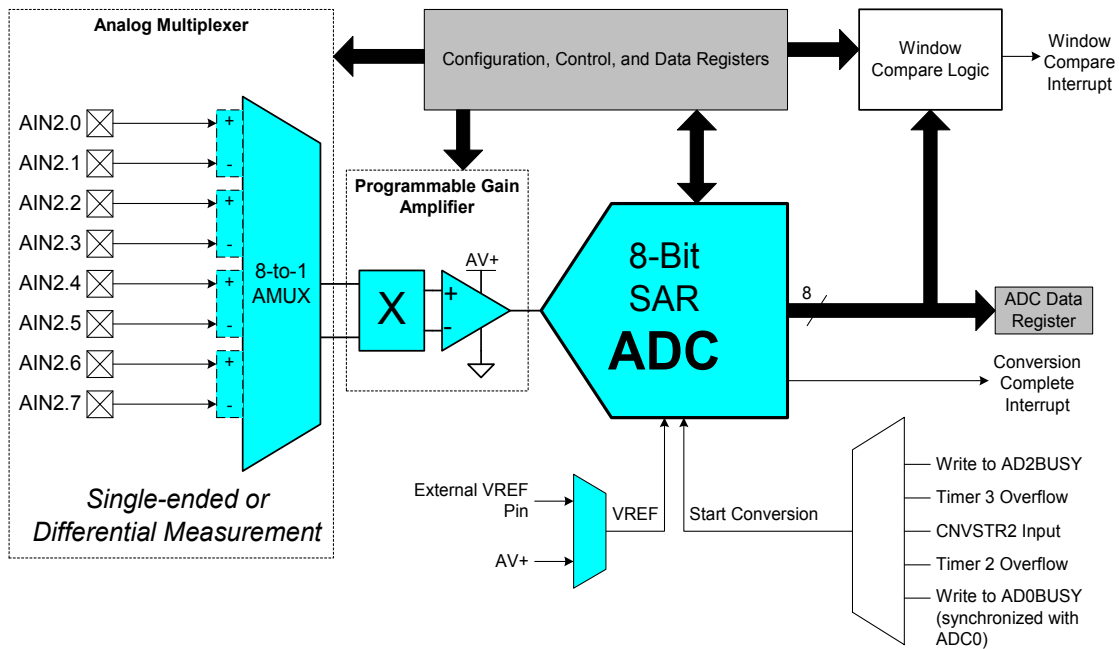 Analog Multiplexer
Configuration, Control, and Data Registers
Window
Compare Logic
Window
Compare
Interrupt
AIN2.0
+
AIN2.1
-
AIN2.2
+
AIN2.3
-
AIN2.4
+
AIN2.5
-
AIN2.6
+
AIN2.7
-
8-to-1
AMUX
Single-ended or
Differential Measurement
Programmable Gain
Amplifier
AV+
X
+
-
8-Bit
SAR
ADC
8
ADC Data
Register
Conversion
Complete
Interrupt
External VREF
Pin
AV+
VREF
Start Conversion
Write to AD2BUSY
Timer 3 Overflow
CNVSTR2 Input
Timer 2 Overflow
Write to AD0BUSY
(synchronized with
ADC0)